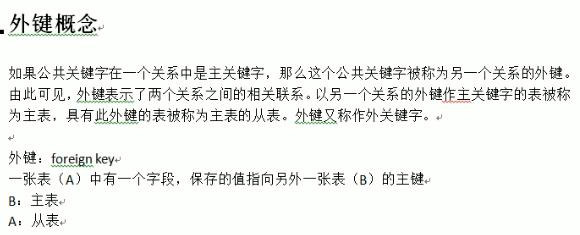 外键概念
如果公共关键字在一个关系中是主关键字，那么这个公共关键字被称为另一个关系的外键。
由此可见，外键表示了两个关系之间的相关联系。以另一个关系的外键作主关键字的表被称
为主表，具有此外键的表被称为主表的从表。外键又称作外关键字。
外键：foreign key
一张表（A）中有一个字段，保存的值指向另外一张表（B）的主键
B：主表
A：从表